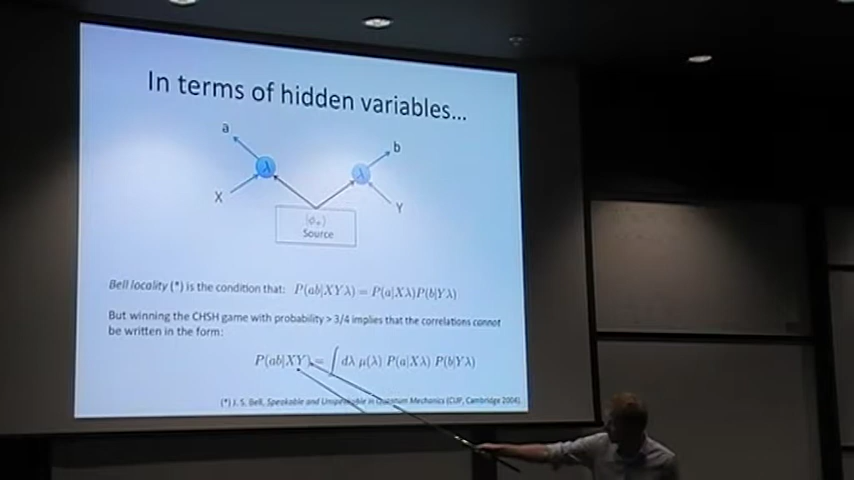 In terms of hidden variables...
a
b
λ
λ
X
Y
|ϕ₊⟩
Source
Bell locality (*) is the condition that: P(ab|XYλ) = P(a|Xλ)P(b|Yλ)
But winning the CHSH game with probability > 3/4 implies that the correlations cannot
be written in the form:
P(ab|XY) = ∫ dλ μ(λ) P(a|Xλ) P(b|Yλ)
(*) J. S. Bell, Speakable and Unspeakable in Quantum Mechanics (CUP, Cambridge 2004).